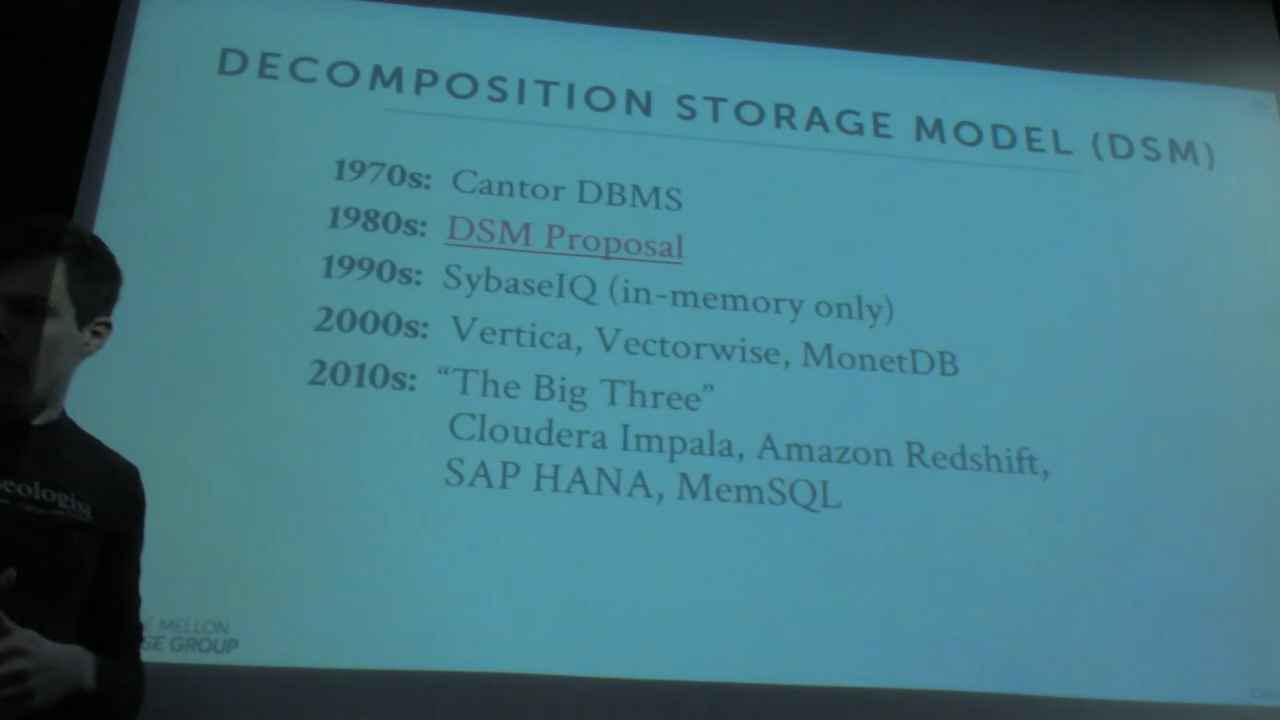 DECOMPOSITION STORAGE MODEL (DSM)
1970s: Cantor DBMS
1980s: DSM Proposal
1990s: SybaseIQ (in-memory only)
2000s: Vertica, Vectorwise, MonetDB
2010s: “The Big Three”
Cloudera Impala, Amazon Redshift,
SAP HANA, MemSQL
eologist
E MELLON
SE GROUP